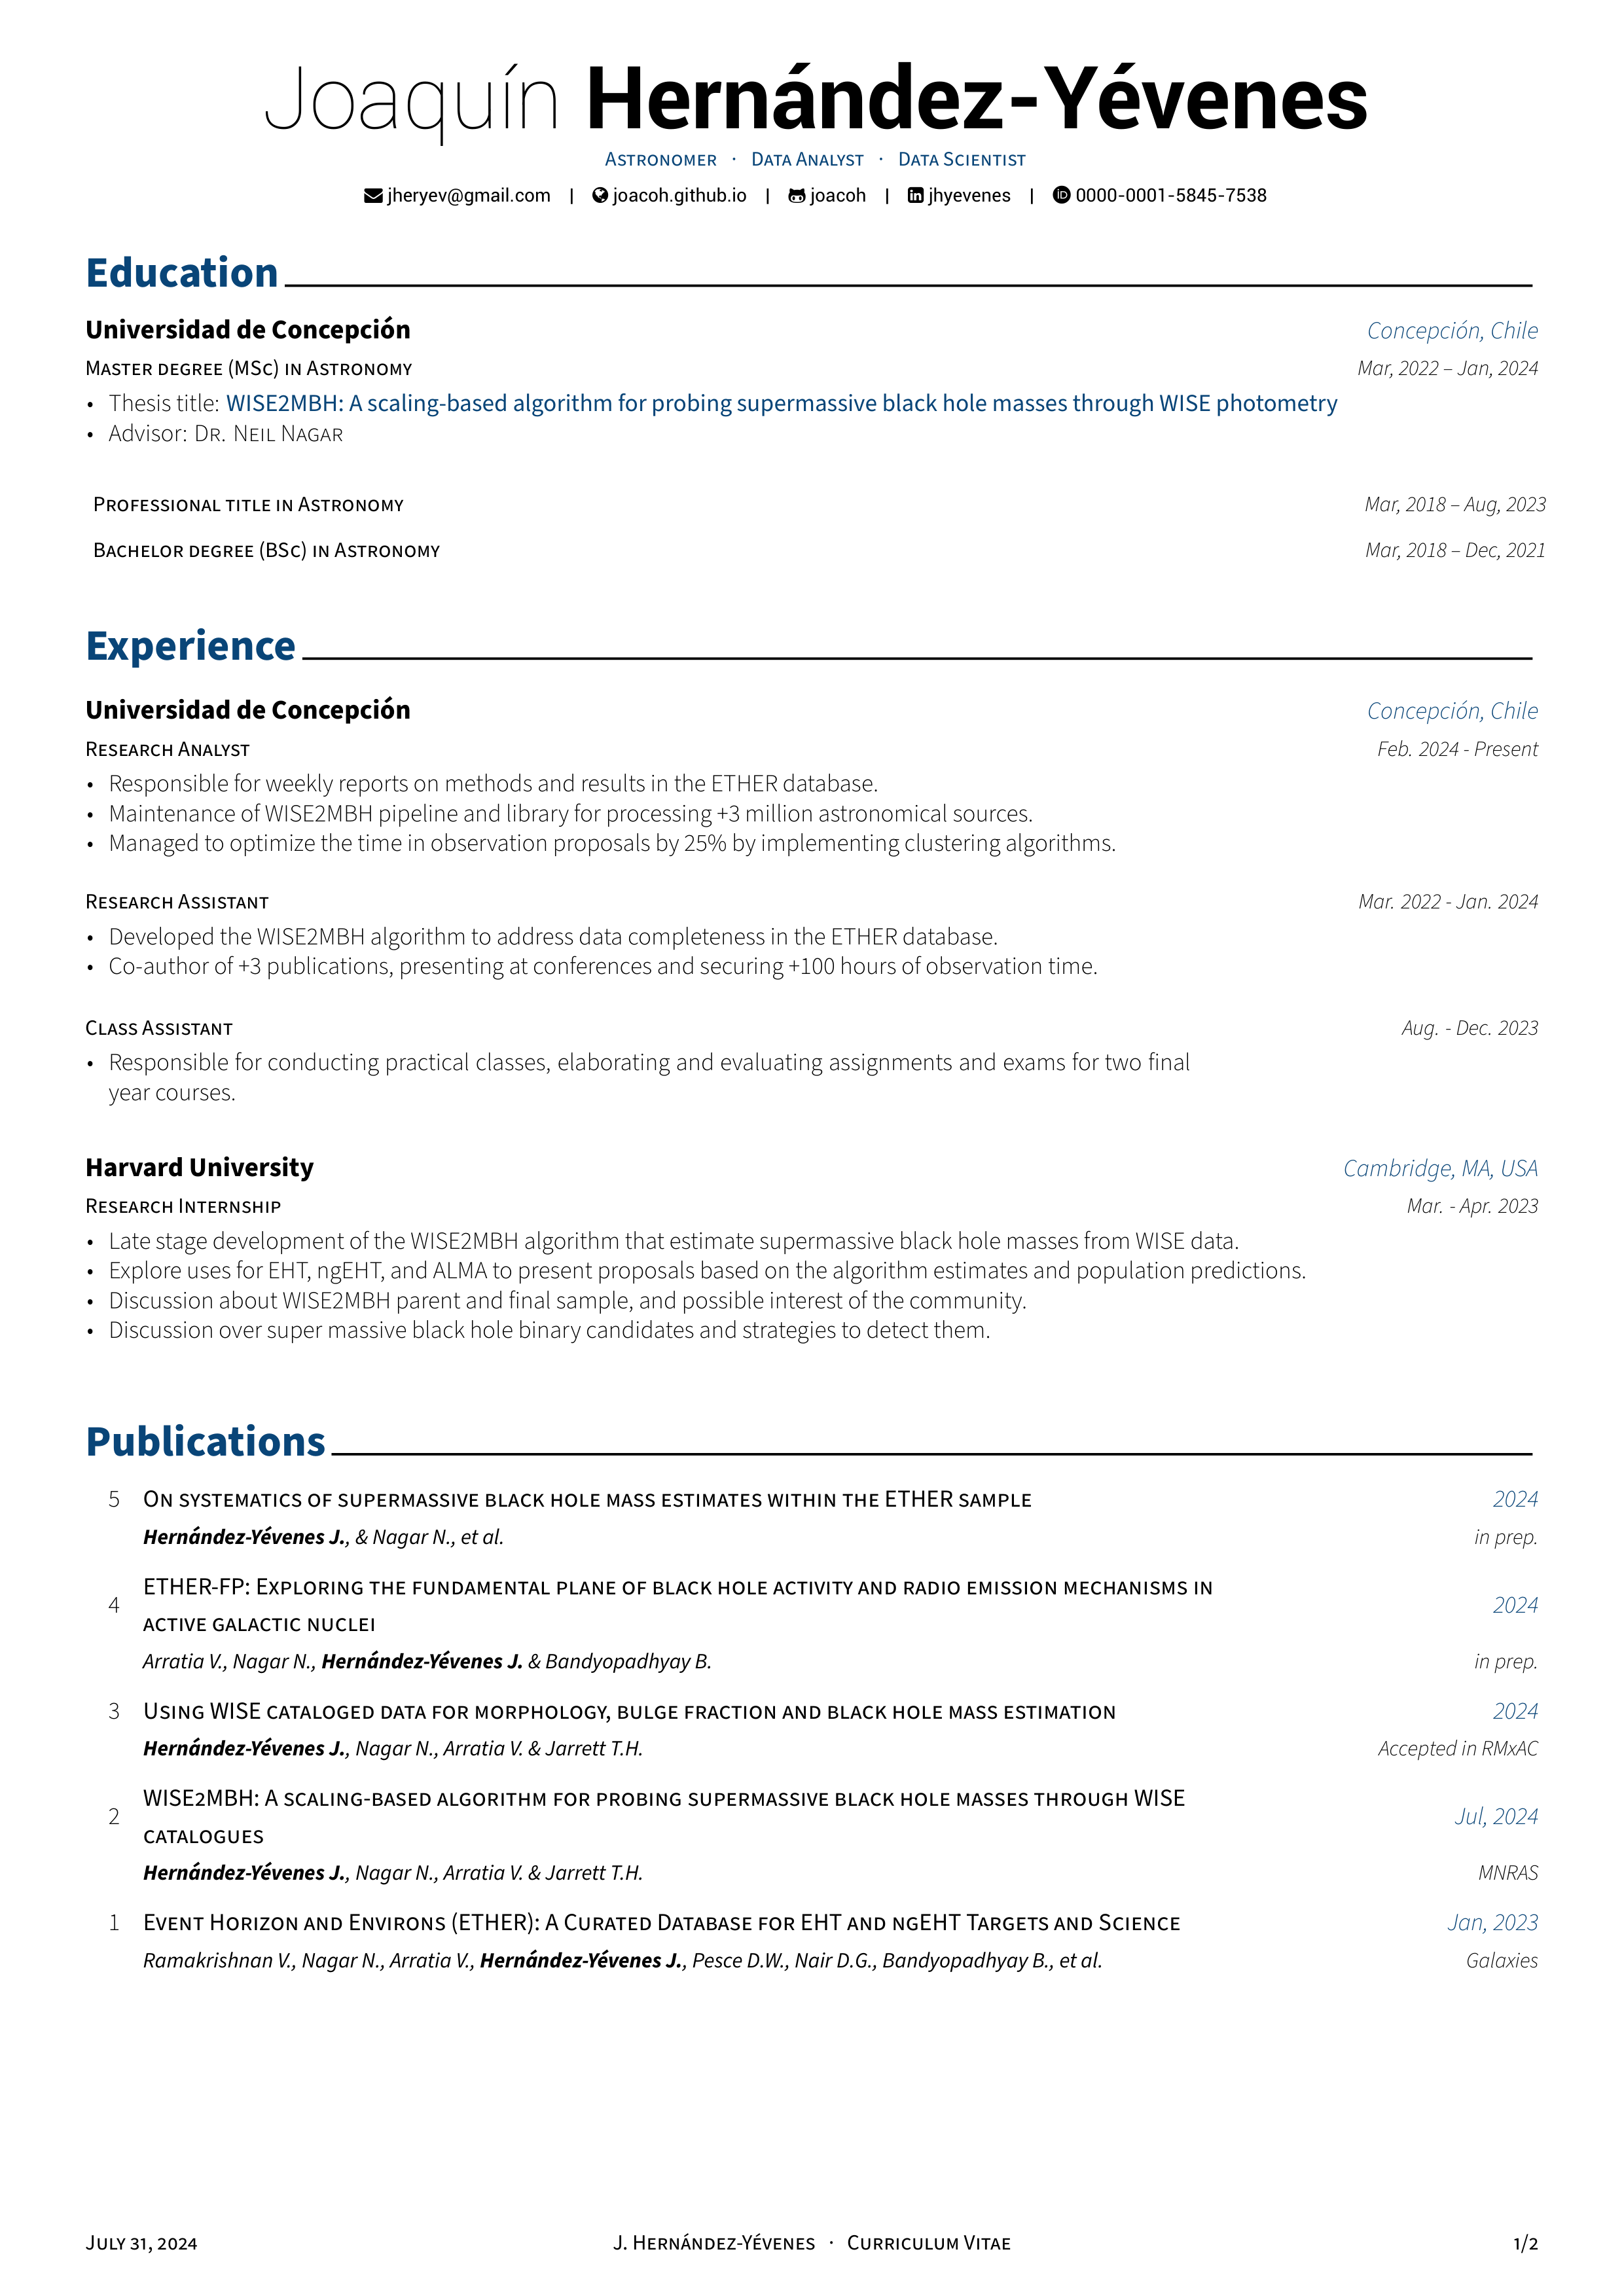 Joaquín Hernández-Yévenes
Astronomer · Data Analyst · Data Scientist
jheryev@gmail.com | joacoh.github.io | joacoh | jhyevenes | 0000-0001-5845-7538
Education
Universidad de Concepción Concepción, Chile
Master degree (MSc) in Astronomy Mar, 2022 – Jan, 2024
• Thesis title: WISE2MBH: A scaling-based algorithm for probing supermassive black hole masses through WISE photometry
• Advisor: Dr. Neil Nagar
Professional title in Astronomy Mar, 2018 – Aug, 2023
Bachelor degree (BSc) in Astronomy Mar, 2018 – Dec, 2021
Experience
Universidad de Concepción Concepción, Chile
Research Analyst Feb. 2024 - Present
• Responsible for weekly reports on methods and results in the ETHER database.
• Maintenance of WISE2MBH pipeline and library for processing +3 million astronomical sources.
• Managed to optimize the time in observation proposals by 25% by implementing clustering algorithms.
Research Assistant Mar. 2022 - Jan. 2024
• Developed the WISE2MBH algorithm to address data completeness in the ETHER database.
• Co-author of +3 publications, presenting at conferences and securing +100 hours of observation time.
Class Assistant Aug. - Dec. 2023
• Responsible for conducting practical classes, elaborating and evaluating assignments and exams for two final
year courses.
Harvard University Cambridge, MA, USA
Research Internship Mar. - Apr. 2023
• Late stage development of the WISE2MBH algorithm that estimate supermassive black hole masses from WISE data.
• Explore uses for EHT, ngEHT, and ALMA to present proposals based on the algorithm estimates and population predictions.
• Discussion about WISE2MBH parent and final sample, and possible interest of the community.
• Discussion over super massive black hole binary candidates and strategies to detect them.
Publications
5 On systematics of supermassive black hole mass estimates within the ETHER sample 2024
Hernández-Yévenes J., & Nagar N., et al. in prep.
ETHER-FP: Exploring the fundamental plane of black hole activity and radio emission mechanisms in
4 2024
active galactic nuclei
Arratia V., Nagar N., Hernández-Yévenes J. & Bandyopadhyay B. in prep.
3 Using WISE cataloged data for morphology, bulge fraction and black hole mass estimation 2024
Hernández-Yévenes J., Nagar N., Arratia V. & Jarrett T.H. Accepted in RMxAC
WISE2MBH: A scaling-based algorithm for probing supermassive black hole masses through WISE
2 Jul, 2024
catalogues
Hernández-Yévenes J., Nagar N., Arratia V. & Jarrett T.H. MNRAS
1 Event Horizon and Environs (ETHER): A Curated Database for EHT and ngEHT Targets and Science Jan, 2023
Ramakrishnan V., Nagar N., Arratia V., Hernández-Yévenes J., Pesce D.W., Nair D.G., Bandyopadhyay B., et al. Galaxies
July 31, 2024 J. Hernández-Yévenes · Curriculum Vitae 1/2